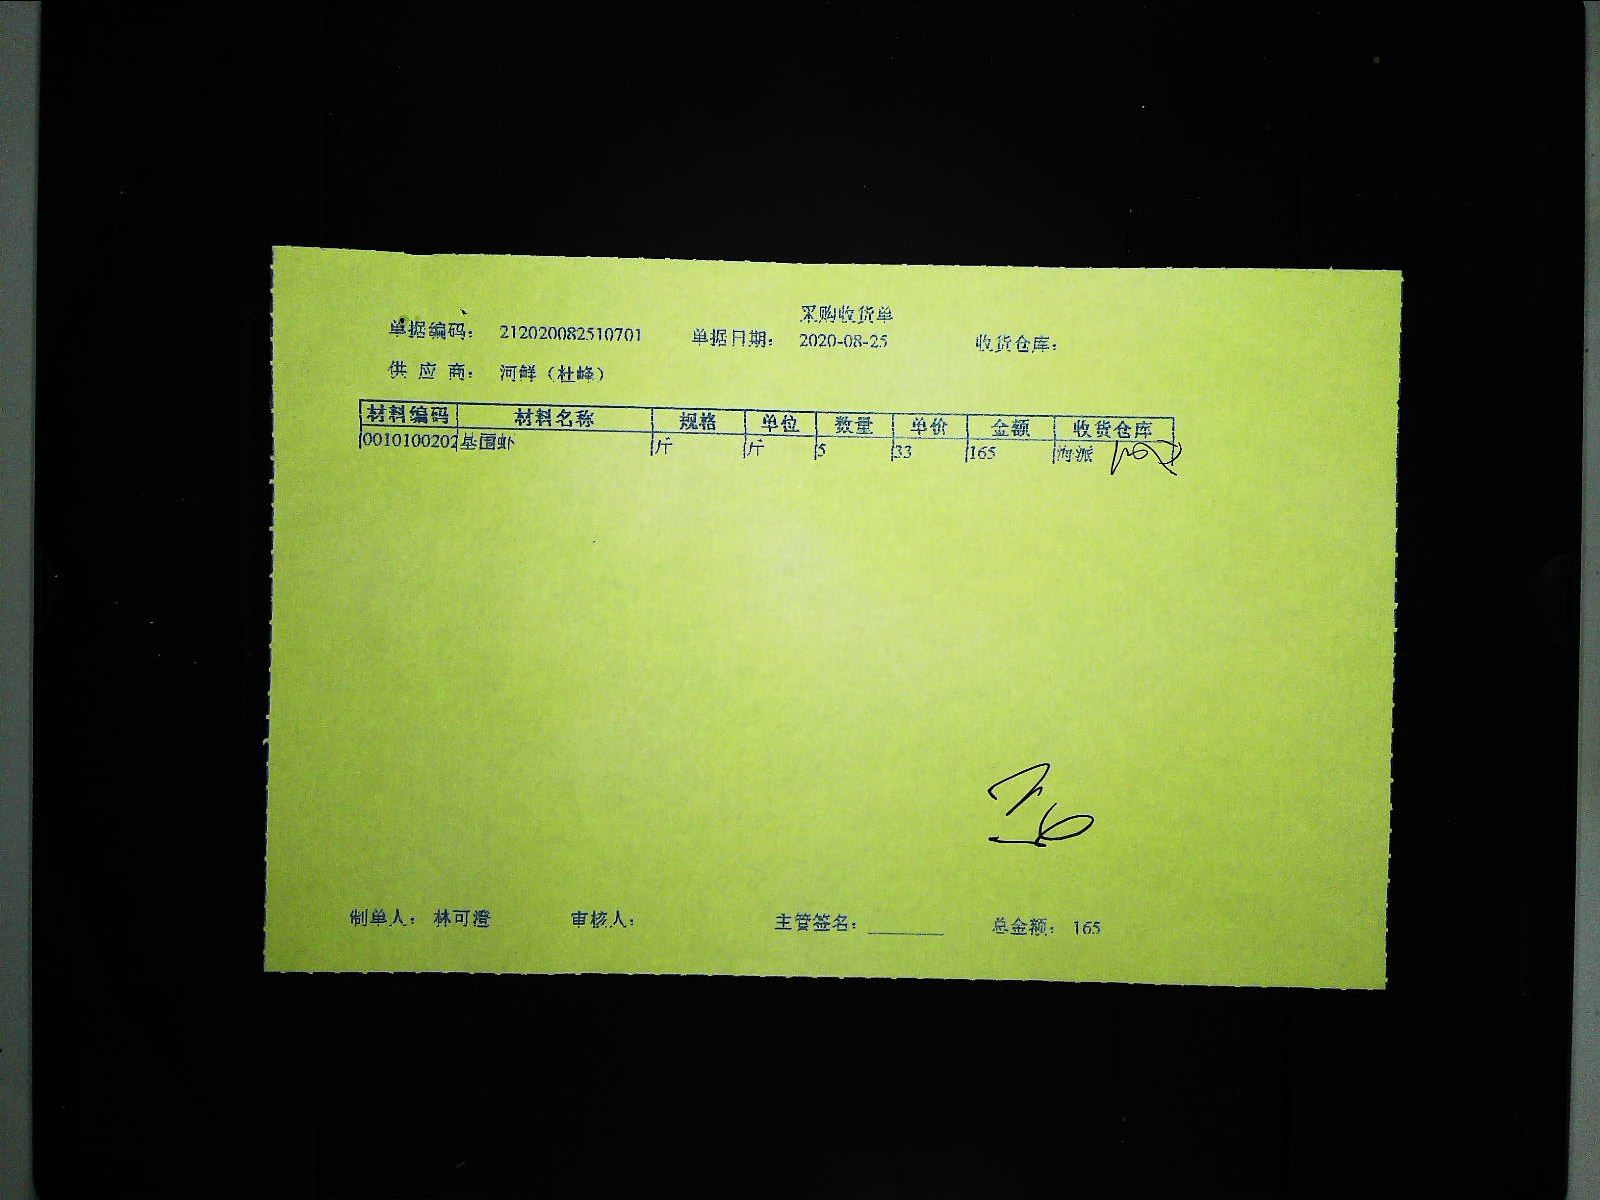 采购收货单
单据编码: 212020082510701 单据日期: 2020-08-25 收货仓库:
供应商: 河鲜（杜峰）
材料编码 材料名称 规格 单位 数量 单价 金额 收货仓库
0010100202 基围虾 斤 斤 5 33 165 海派
制单人: 林可澄 审核人: 主管签名: ________ 总金额: 165